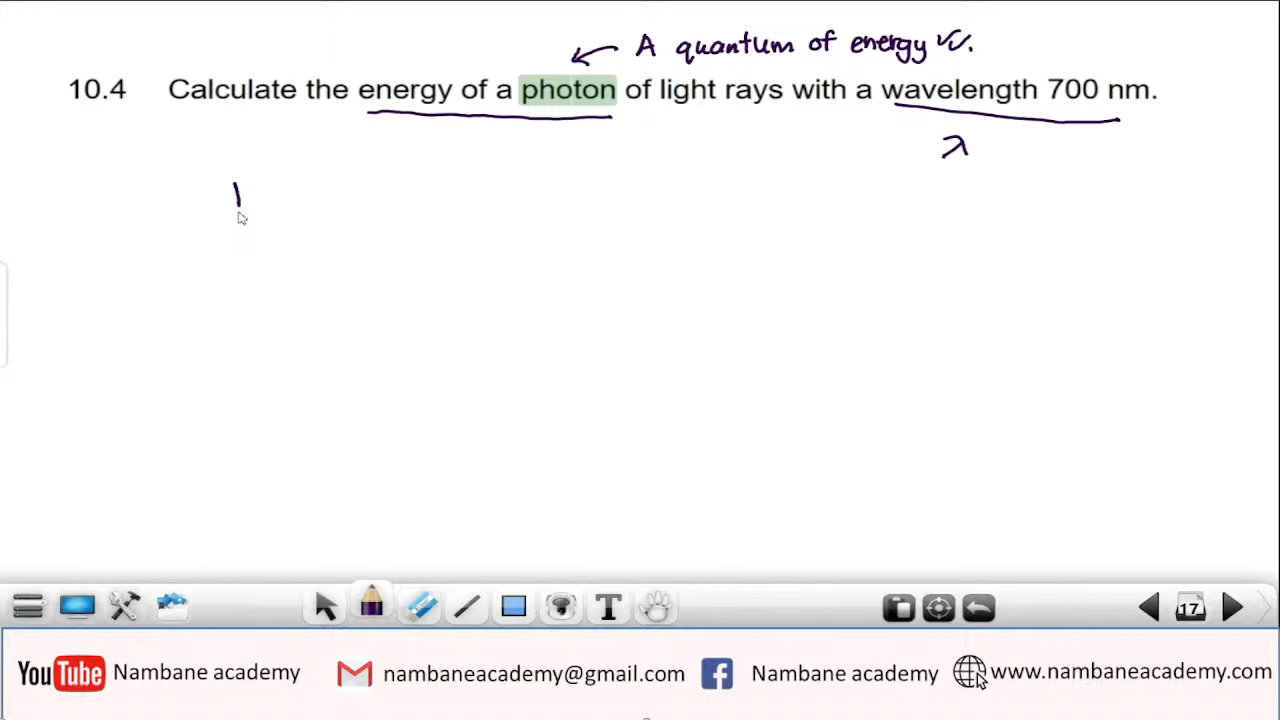 A quantum of energy
10.4 Calculate the energy of a photon of light rays with a wavelength 700 nm.
λ
17
YouTube Nambane academy nambaneacademy@gmail.com Nambane academy www.nambaneacademy.com